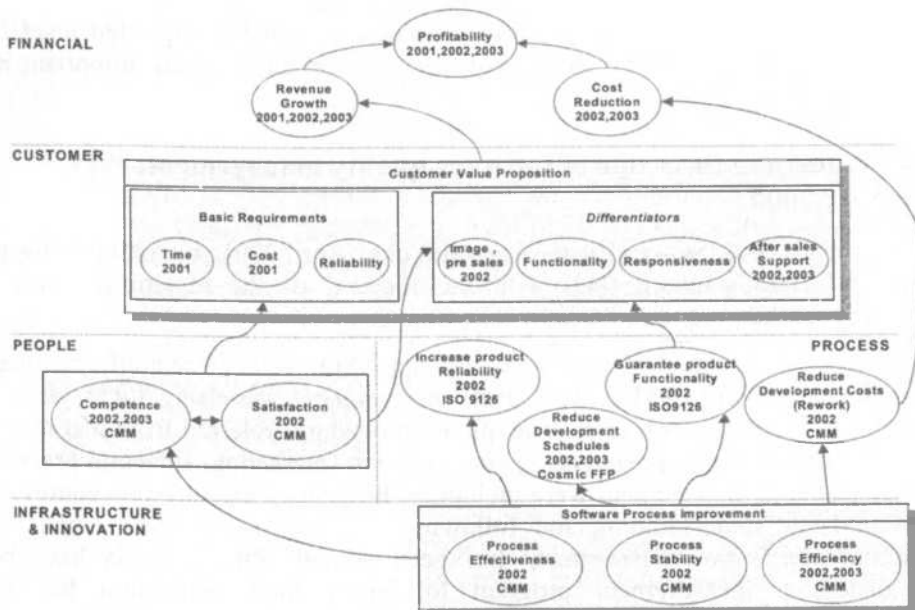 FINANCIAL
Profitability
2001,2002,2003
Revenue
Growth
2001,2002,2003
Cost
Reduction
2002,2003
CUSTOMER
Customer Value Proposition
Basic Requirements
Differentiators
Time
2001
Cost
2001
Reliability
Image ,
pre sales
2002
Functionality
Responsiveness
After sales
Support
2002,2003
PEOPLE
PROCESS
Increase product
Reliability
2002
ISO 9126
Guarantee product
Functionality
2002
ISO9126
Reduce
Development Costs
(Rework)
2002
CMM
Competence
2002,2003
CMM
Satisfaction
2002
CMM
Reduce
Development
Schedules
2002,2003
Cosmic FFP
INFRASTRUCTURE
& INNOVATION
Software Process Improvement
Process
Effectiveness
2002
CMM
Process
Stability
2002
CMM
Process
Efficiency
2002,2003
CMM